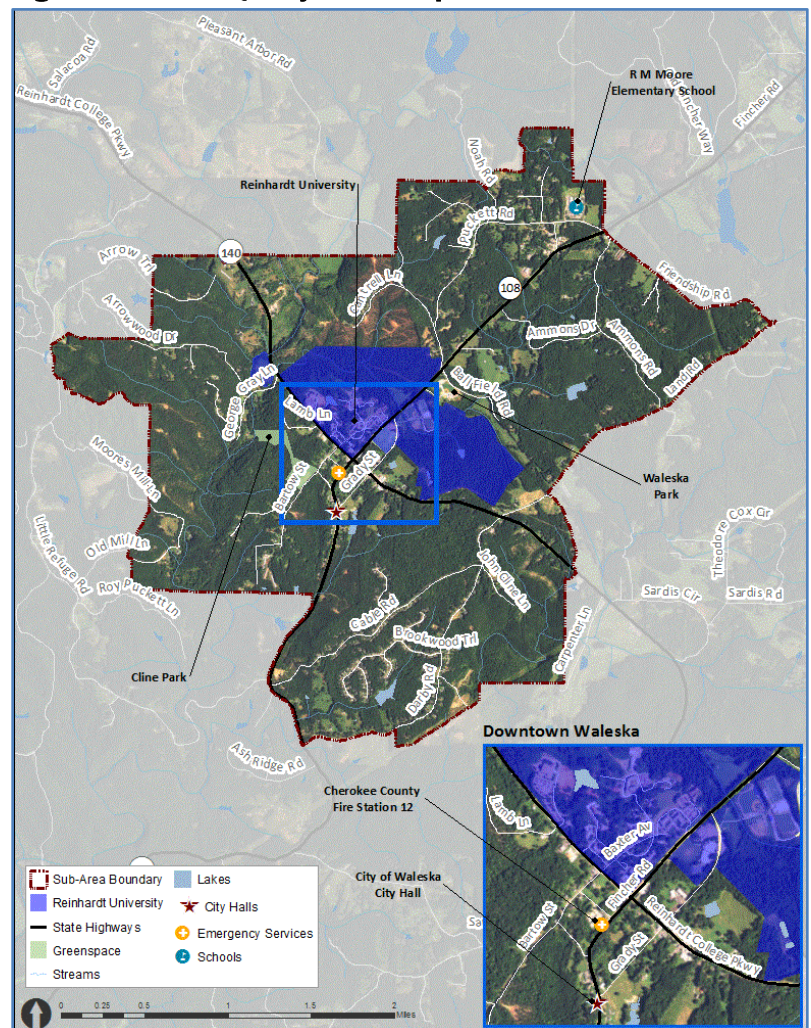 Pleasant Arbor Rd
Salacoa Rd
Reinhardt College Pkwy
R M Moore
Elementary School
Fincher Way
Fincher Rd
Noah Rd
Reinhardt University
Puckett Rd
Arrow Trl
140
108
Friendship Rd
Cantrell Ln
Arrowwood Dr
Ammons Dr
Ammons Rd
Land Rd
George Gray Ln
Ball Field Rd
Lamb Ln
Moores Mill Ln
Bartow St
Grady St
Waleska
Park
Theodore Cox Cir
Little Refuge Rd
Old Mill Ln
Roy Puckett Ln
John Cline Ln
Sardis Cir
Sardis Rd
Cable Rd
Brookwood Trl
Carpenter Ln
Cline Park
Darby Rd
Downtown Waleska
Ash Ridge Rd
Cherokee County
Fire Station 12
Lamb Ln
Baxter Av
City of Waleska
City Hall
Fincher Rd
Bartow St
Reinhardt College Pkwy
Grady St
Sub-Area Boundary
Reinhardt University
State Highways
Greenspace
Streams
Lakes
City Halls
Emergency Services
Schools
0 0.25 0.5 1 1.5 2
Miles